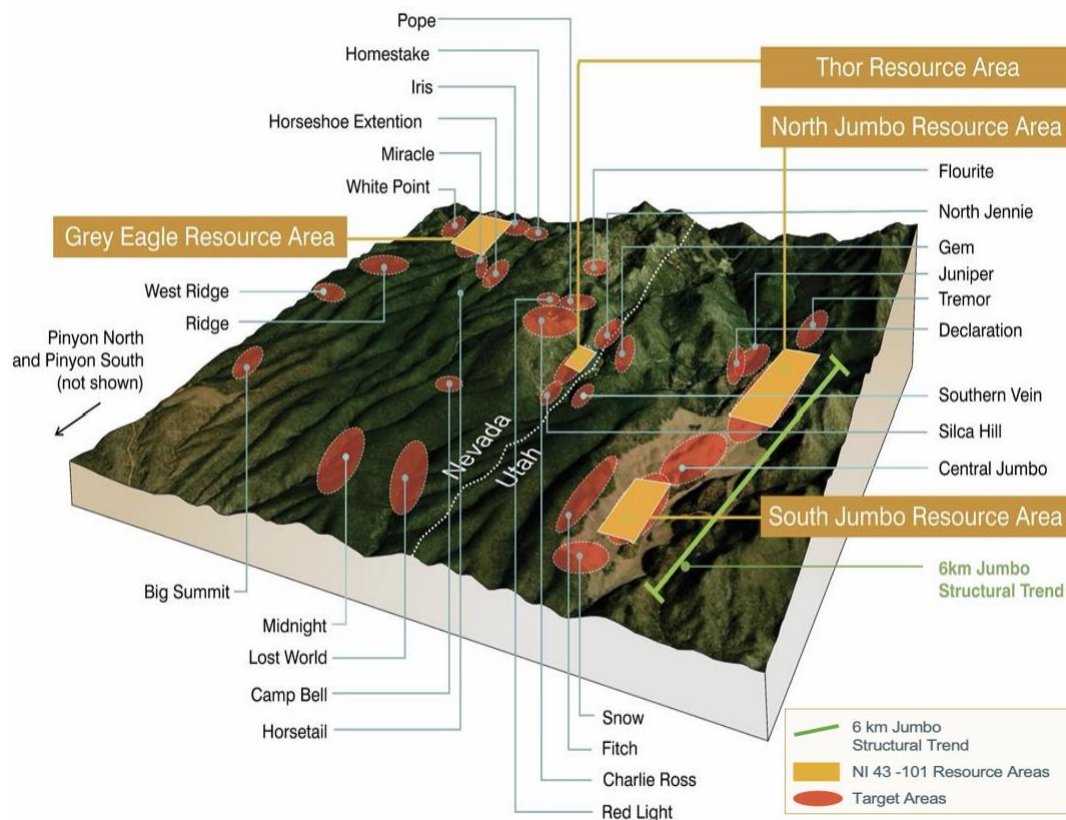 Pope
Homestake
Iris
Horseshoe Extention
Miracle
White Point
Grey Eagle Resource Area
West Ridge
Ridge
Pinyon North
and Pinyon South
(not shown)
Thor Resource Area
North Jumbo Resource Area
Flourite
North Jennie
Gem
Juniper
Tremor
Declaration
Southern Vein
Silca Hill
Central Jumbo
South Jumbo Resource Area
6km Jumbo
Structural Trend
Nevada
Utah
Big Summit
Midnight
Lost World
Camp Bell
Horsetail
Snow
Fitch
Charlie Ross
Red Light
6 km Jumbo
Structural Trend
NI 43 -101 Resource Areas
Target Areas